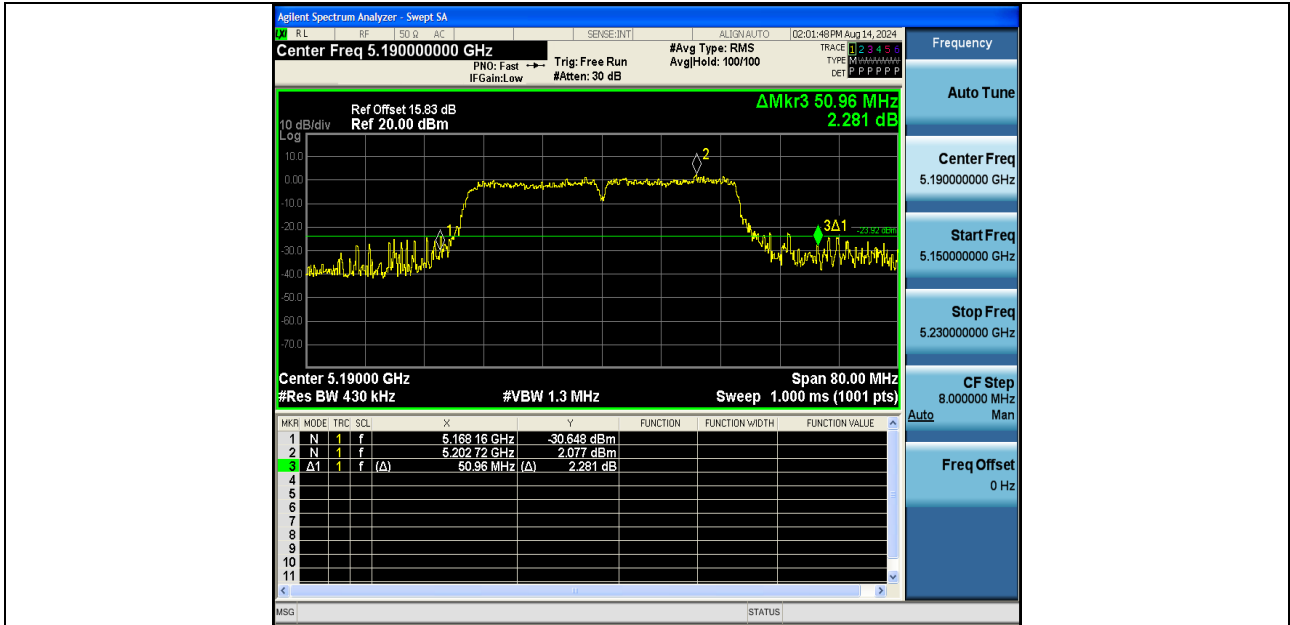 Agilent Spectrum Analyzer - Swept SA
LXI RL RF 50 Ω AC SENSE:INT ALIGN AUTO 02:01:48 PM Aug 14, 2024
Center Freq 5.190000000 GHz
PNO: Fast
IFGain:Low
Trig: Free Run
#Atten: 30 dB
#Avg Type: RMS
Avg|Hold: 100/100
TRACE 1 2 3 4 5 6
TYPE M
DET P P P P P P
Ref Offset 15.83 dB
10 dB/div Ref 20.00 dBm
Log
ΔMkr3 50.96 MHz
2.281 dB
10.0
0.00
-10.0
-20.0
-30.0
-40.0
-50.0
-60.0
-70.0
1
2
3Δ1
-23.92 dBm
Center 5.19000 GHz Span 80.00 MHz
#Res BW 430 kHz #VBW 1.3 MHz Sweep 1.000 ms (1001 pts)
MKR MODE TRC SCL X Y FUNCTION FUNCTION WIDTH FUNCTION VALUE
1 N 1 f 5.168 16 GHz -30.648 dBm
2 N 1 f 5.202 72 GHz 2.077 dBm
3 Δ1 1 f (Δ) 50.96 MHz (Δ) 2.281 dB
4
5
6
7
8
9
10
11
MSG STATUS
Frequency
Auto Tune
Center Freq
5.190000000 GHz
Start Freq
5.150000000 GHz
Stop Freq
5.230000000 GHz
CF Step
8.000000 MHz
Auto Man
Freq Offset
0 Hz